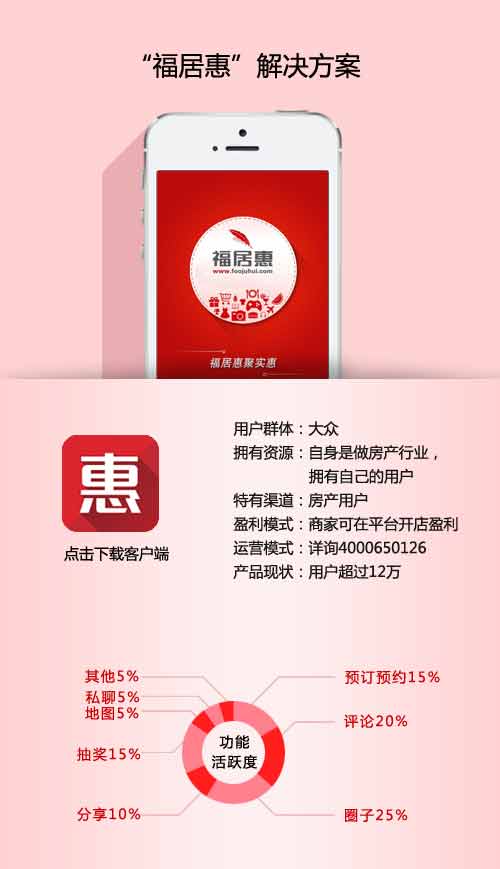 “福居惠”解决方案
福居惠
www.foojuhui.com
福居惠聚实惠
惠
点击下载客户端
用户群体：大众
拥有资源：自身是做房产行业，
拥有自己的用户
特有渠道：房产用户
盈利模式：商家可在平台开店盈利
运营模式：详询4000650126
产品现状：用户超过12万
其他5%
私聊5%
地图5%
抽奖15%
分享10%
功能
活跃度
预订预约15%
评论20%
圈子25%